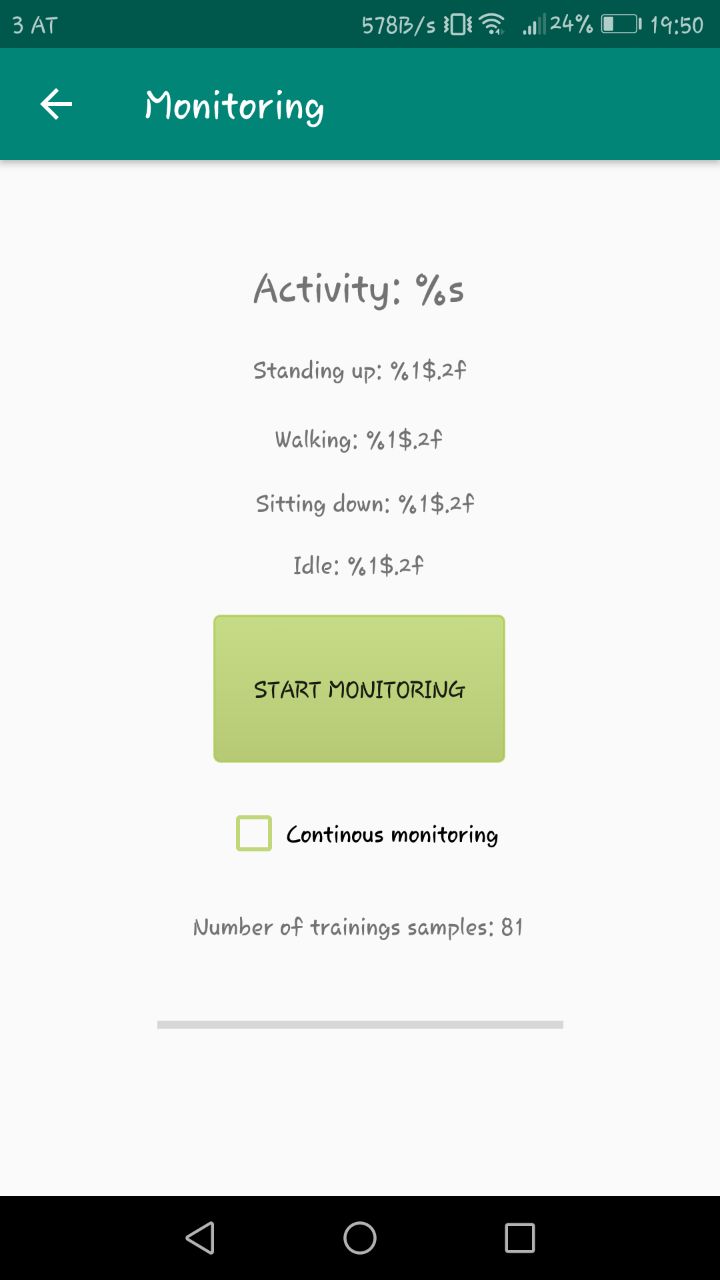 3 AT 578B/s 24% 19:50
Monitoring
Activity: %s
Standing up: %1$.2f
Walking: %1$.2f
Sitting down: %1$.2f
Idle: %1$.2f
START MONITORING
Continous monitoring
Number of trainings samples: 81